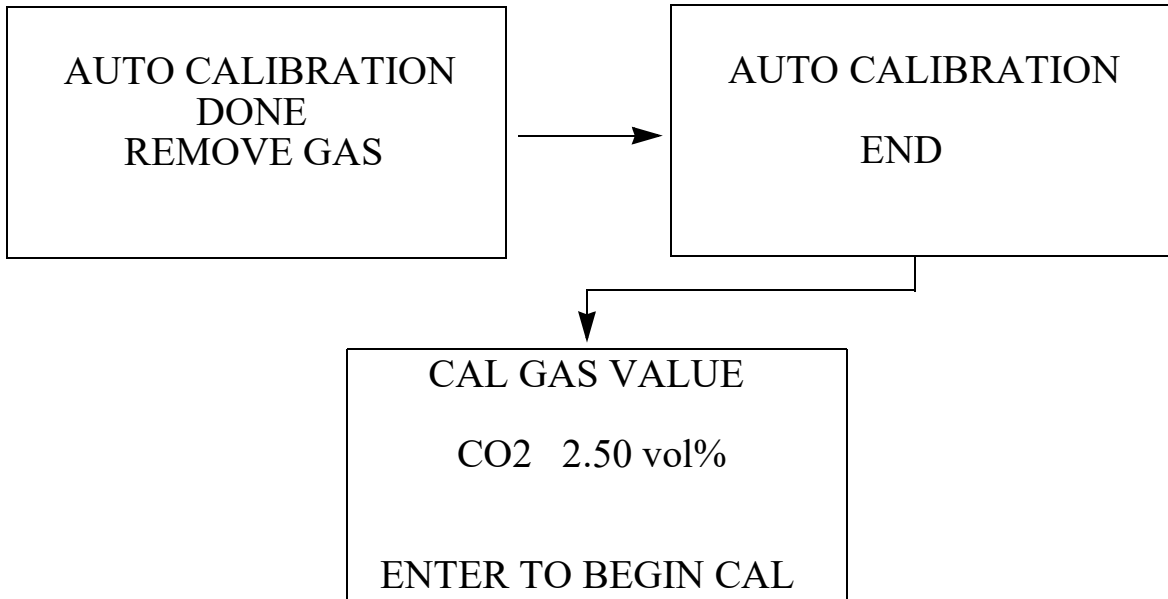 AUTO CALIBRATION
DONE
REMOVE GAS
AUTO CALIBRATION
END
CAL GAS VALUE
CO2 2.50 vol%
ENTER TO BEGIN CAL